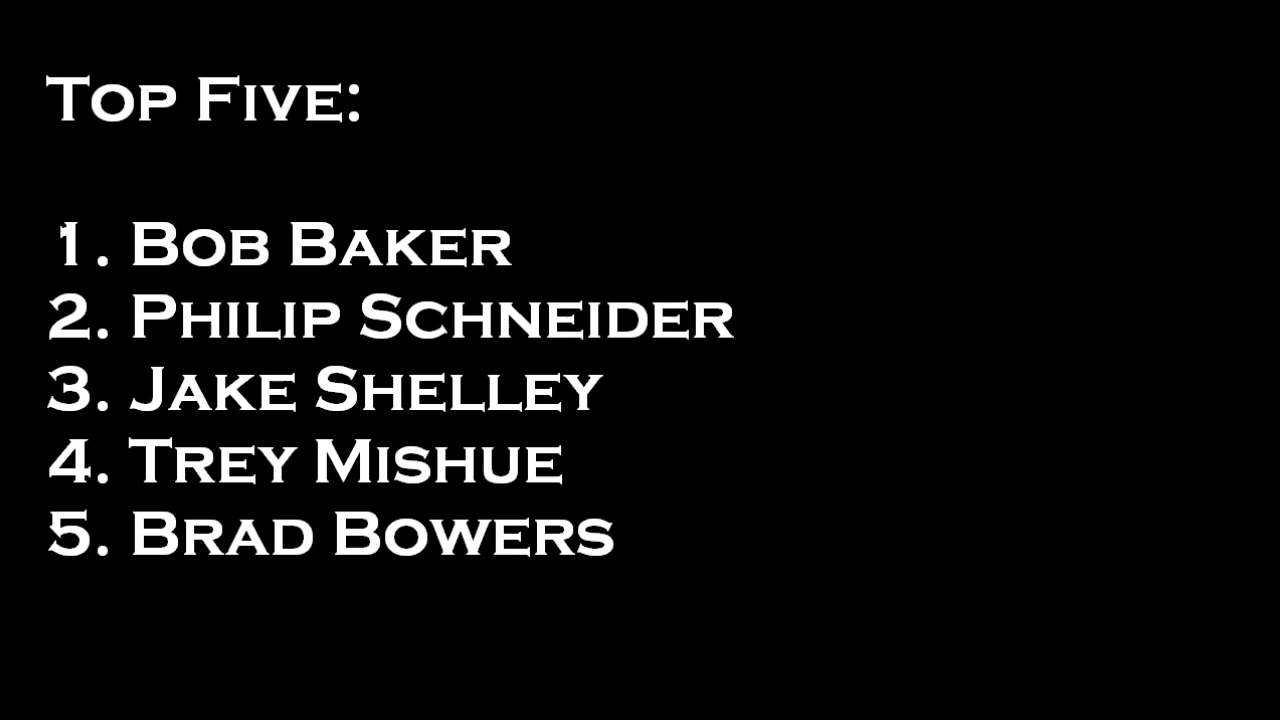 Top Five:
1. Bob Baker
2. Philip Schneider
3. Jake Shelley
4. Trey Mishue
5. Brad Bowers